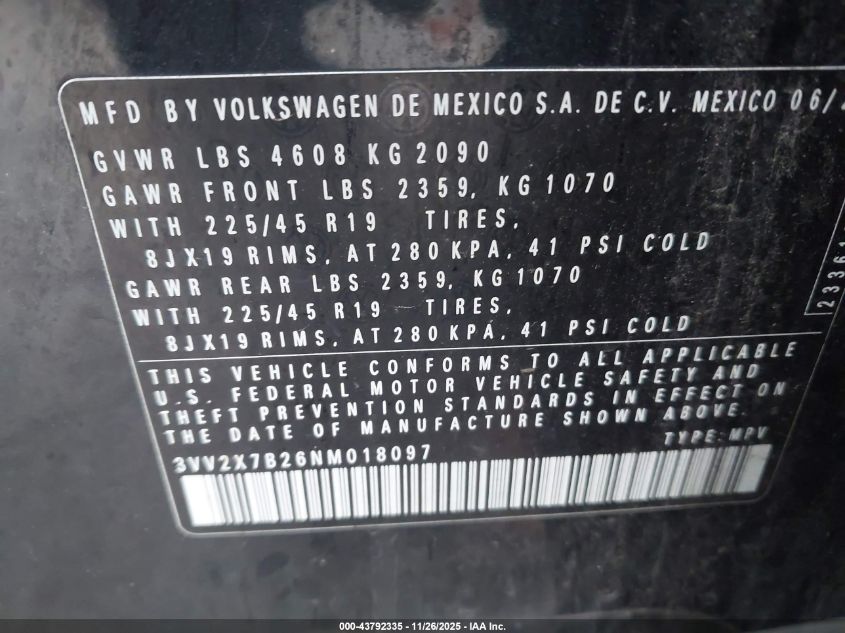 MFD BY VOLKSWAGEN DE MEXICO S.A. DE C.V. MEXICO 06/
GVWR LBS 4608 KG 2090
GAWR FRONT LBS 2359, KG 1070
WITH 225/45 R19 TIRES,
8JX19 RIMS, AT 280 KPA, 41 PSI COLD
GAWR REAR LBS 2359, KG 1070
WITH 225/45 R19 TIRES,
8JX19 RIMS, AT 280 KPA, 41 PSI COLD
THIS VEHICLE CONFORMS TO ALL APPLICABLE
U.S. FEDERAL MOTOR VEHICLE SAFETY AND
THEFT PREVENTION STANDARDS IN EFFECT ON
THE DATE OF MANUFACTURE SHOWN ABOVE.
3VV2X7B26NM018097 TYPE: MPV
23361
000-43792335 - 11/26/2025 - IAA Inc.